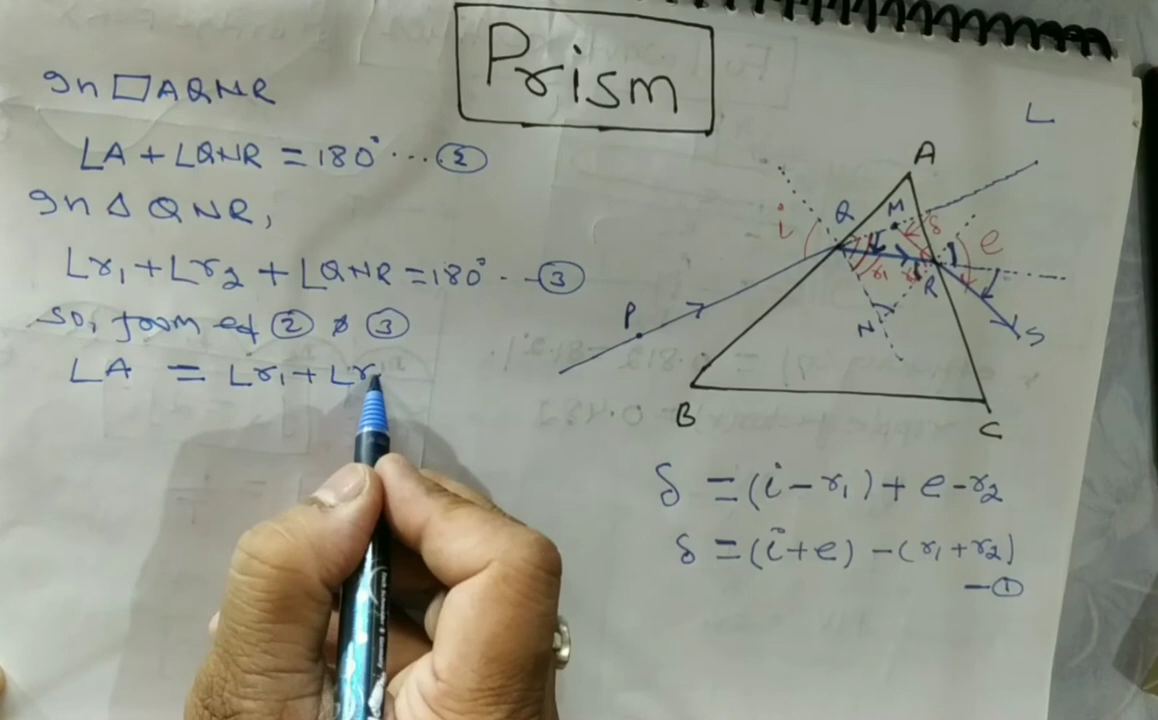 Prism
In □AQNR
∠A + ∠QNR = 180° ... ②
In Δ QNR,
∠r₁ + ∠r₂ + ∠QNR = 180° -- ③
so, from eq ② & ③
∠A = ∠r₁ + ∠r
L
A
Q
M
δ
i
e
r₁
R
P
N
S
B
C
δ = (i - r₁) + e - r₂
δ = (i + e) - (r₁ + r₂)
— ①